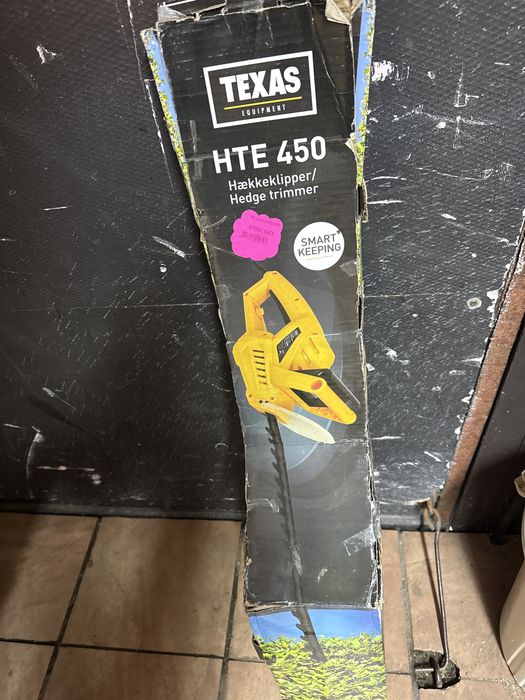 TEXAS
EQUIPMENT
HTE 450
Hækkeklipper/
Hedge trimmer
SMART
KEEPING